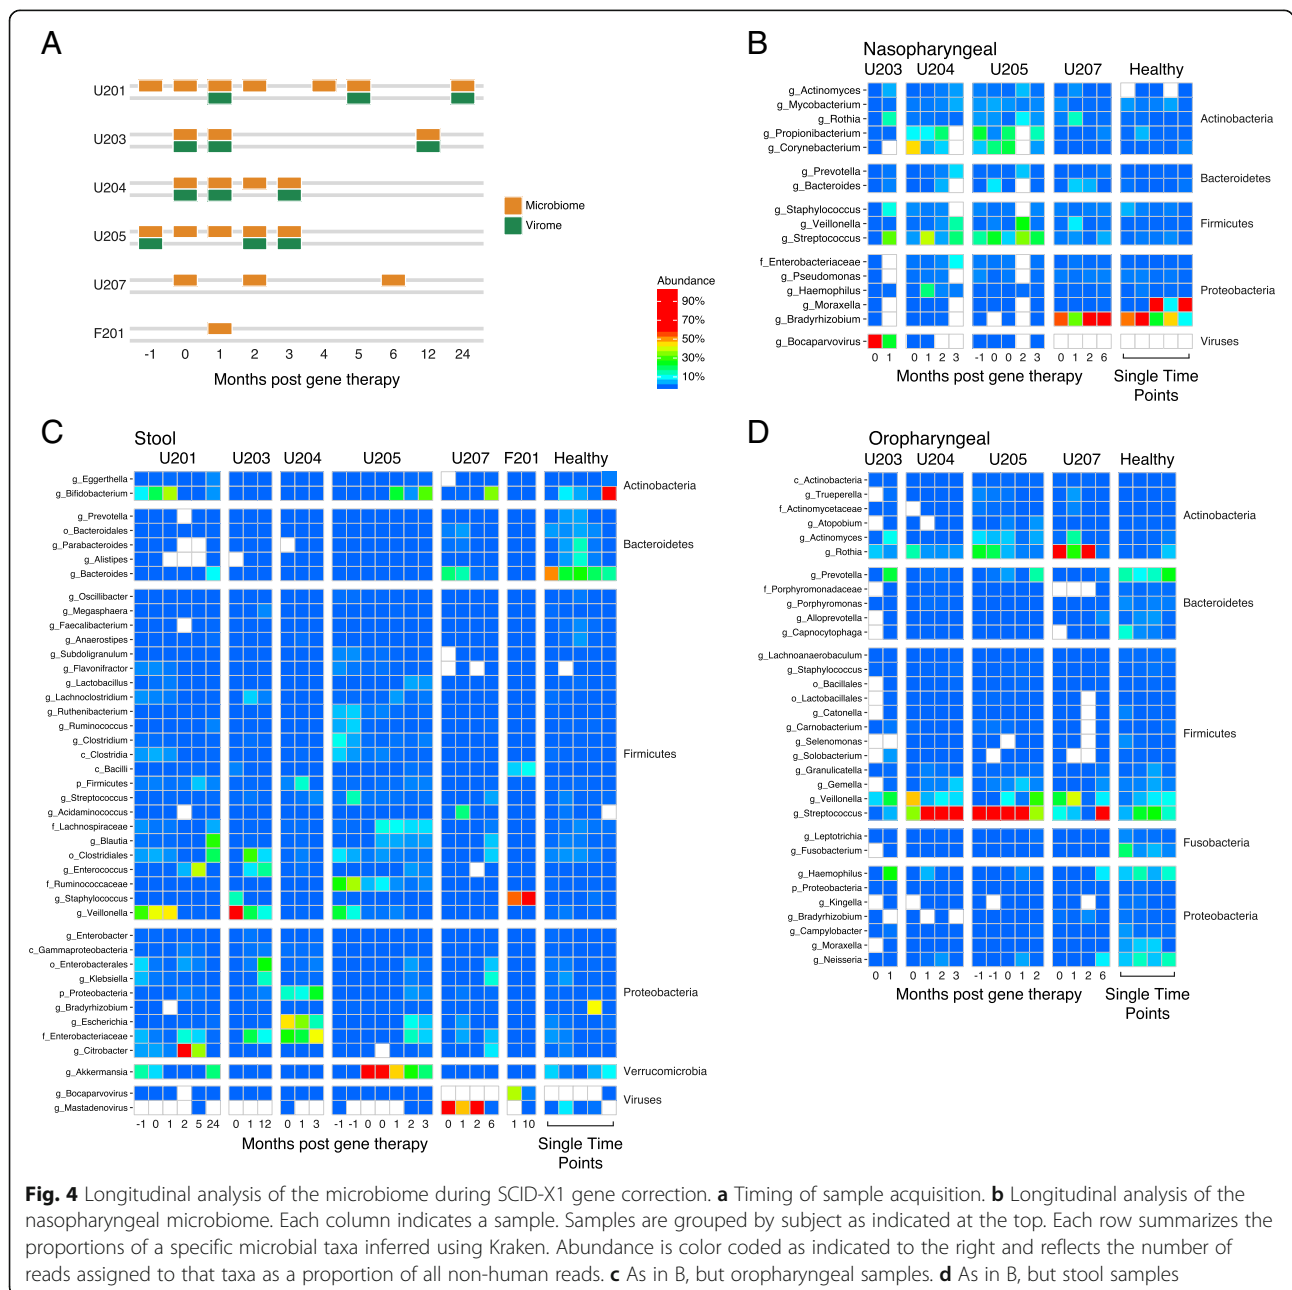 A
U201
U203
U204
U205
U207
F201
-1 0 1 2 3 4 5 6 12 24
Months post gene therapy
Microbiome
Virome
Abundance
90%
70%
50%
30%
10%
B
Nasopharyngeal
U203 U204 U205 U207 Healthy
g_Actinomyces
g_Mycobacterium
g_Rothia
g_Propionibacterium
g_Corynebacterium
Actinobacteria
g_Prevotella
g_Bacteroides
Bacteroidetes
g_Staphylococcus
g_Veillonella
g_Streptococcus
Firmicutes
f_Enterobacteriaceae
g_Pseudomonas
g_Haemophilus
g_Moraxella
g_Bradyrhizobium
Proteobacteria
g_Bocaparvovirus
Viruses
0 1 0 1 2 3 -1 0 0 2 3 0 1 2 6
Months post gene therapy
Single Time
Points
C
Stool
U201 U203 U204 U205 U207 F201 Healthy
g_Eggerthella
g_Bifidobacterium
Actinobacteria
g_Prevotella
o_Bacteroidales
g_Parabacteroides
g_Alistipes
g_Bacteroides
Bacteroidetes
g_Oscillibacter
g_Megasphaera
g_Faecalibacterium
g_Anaerostipes
g_Subdoligranulum
g_Flavonifractor
g_Lactobacillus
g_Lachnoclostridium
g_Ruthenibacterium
g_Ruminococcus
g_Clostridium
c_Clostridia
c_Bacilli
p_Firmicutes
g_Streptococcus
g_Acidaminococcus
f_Lachnospiraceae
g_Blautia
o_Clostridiales
g_Enterococcus
f_Ruminococcaceae
g_Staphylococcus
g_Veillonella
Firmicutes
g_Enterobacter
c_Gammaproteobacteria
o_Enterobacterales
g_Klebsiella
p_Proteobacteria
g_Bradyrhizobium
g_Escherichia
f_Enterobacteriaceae
g_Citrobacter
Proteobacteria
g_Akkermansia
Verrucomicrobia
g_Bocaparvovirus
g_Mastadenovirus
Viruses
-1 0 1 2 5 24 0 1 12 0 1 3 -1 -1 0 0 1 2 3 0 1 2 6 1 10
Months post gene therapy
Single Time
Points
D
Oropharyngeal
U203 U204 U205 U207 Healthy
c_Actinobacteria
g_Trueperella
f_Actinomycetaceae
g_Atopobium
g_Actinomyces
g_Rothia
Actinobacteria
g_Prevotella
f_Porphyromonadaceae
g_Porphyromonas
g_Alloprevotella
g_Capnocytophaga
Bacteroidetes
g_Lachnoanaerobaculum
g_Staphylococcus
o_Bacillales
o_Lactobacillales
g_Catonella
g_Carnobacterium
g_Selenomonas
g_Solobacterium
g_Granulicatella
g_Gemella
g_Veillonella
g_Streptococcus
Firmicutes
g_Leptotrichia
g_Fusobacterium
Fusobacteria
g_Haemophilus
p_Proteobacteria
g_Kingella
g_Bradyrhizobium
g_Campylobacter
g_Moraxella
g_Neisseria
Proteobacteria
0 1 0 1 2 3 -1 -1 0 1 2 0 1 2 6
Months post gene therapy
Single Time
Points
Fig. 4 Longitudinal analysis of the microbiome during SCID-X1 gene correction. a Timing of sample acquisition. b Longitudinal analysis of the
nasopharyngeal microbiome. Each column indicates a sample. Samples are grouped by subject as indicated at the top. Each row summarizes the
proportions of a specific microbial taxa inferred using Kraken. Abundance is color coded as indicated to the right and reflects the number of
reads assigned to that taxa as a proportion of all non-human reads. c As in B, but oropharyngeal samples. d As in B, but stool samples